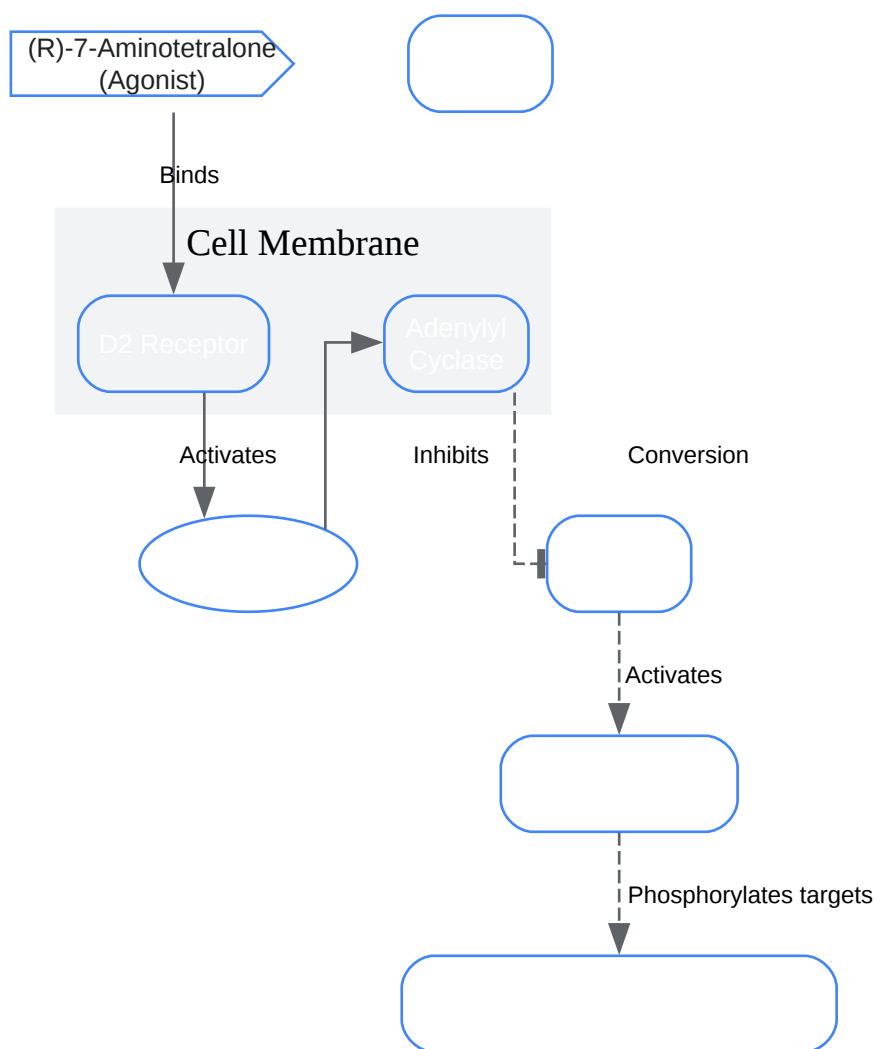 (R)-7-Aminotetralone
(Agonist)
Binds
Cell Membrane
D2 Receptor
Adenylyl
Cyclase
Activates
Inhibits
Conversion
Activates
Phosphorylates targets